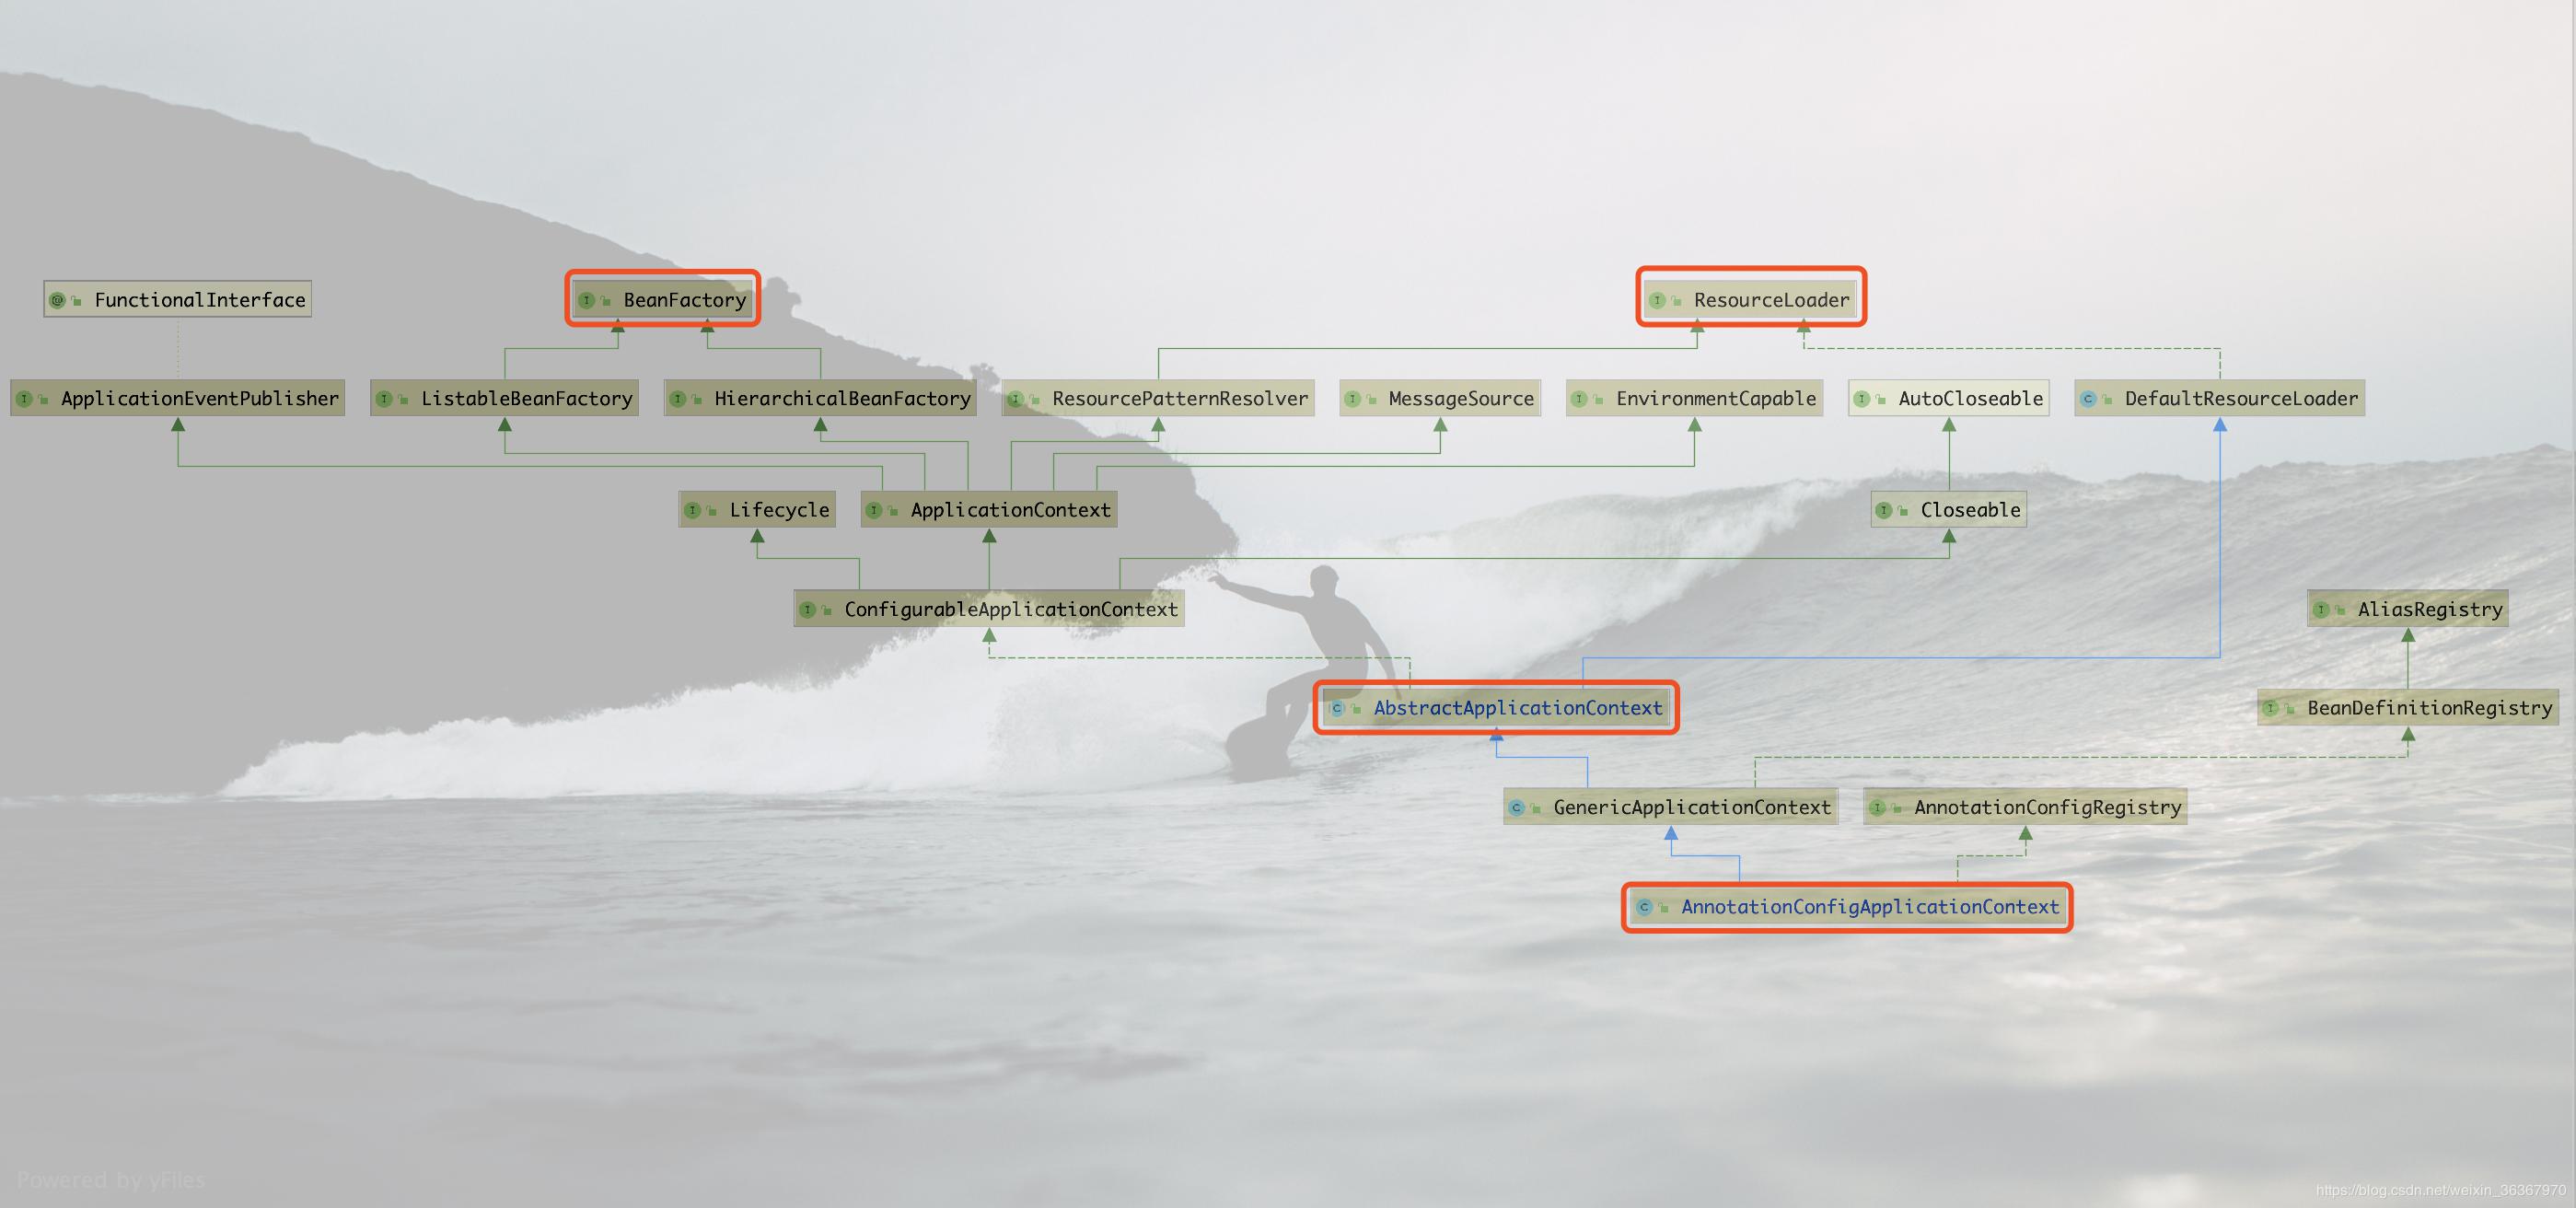 FunctionalInterface
BeanFactory
ResourceLoader
ApplicationEventPublisher
ListableBeanFactory
HierarchicalBeanFactory
ResourcePatternResolver
MessageSource
EnvironmentCapable
AutoCloseable
DefaultResourceLoader
Lifecycle
ApplicationContext
Closeable
ConfigurableApplicationContext
AliasRegistry
AbstractApplicationContext
BeanDefinitionRegistry
GenericApplicationContext
AnnotationConfigRegistry
AnnotationConfigApplicationContext
Powered by yFiles
https://blog.csdn.net/weixin_36367970